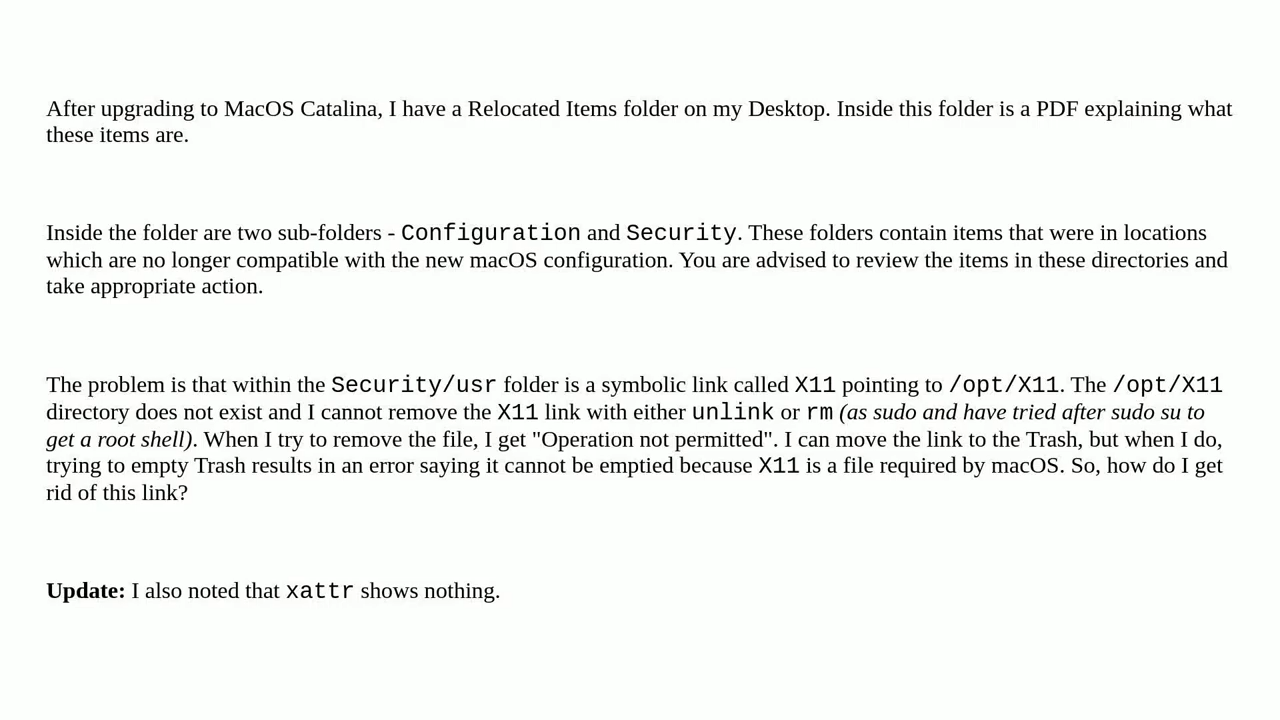 After upgrading to MacOS Catalina, I have a Relocated Items folder on my Desktop. Inside this folder is a PDF explaining what
these items are.
Inside the folder are two sub-folders - Configuration and Security. These folders contain items that were in locations
which are no longer compatible with the new macOS configuration. You are advised to review the items in these directories and
take appropriate action.
The problem is that within the Security/usr folder is a symbolic link called X11 pointing to /opt/X11. The /opt/X11
directory does not exist and I cannot remove the X11 link with either unlink or rm (as sudo and have tried after sudo su to
get a root shell). When I try to remove the file, I get "Operation not permitted". I can move the link to the Trash, but when I do,
trying to empty Trash results in an error saying it cannot be emptied because X11 is a file required by macOS. So, how do I get
rid of this link?
Update: I also noted that xattr shows nothing.